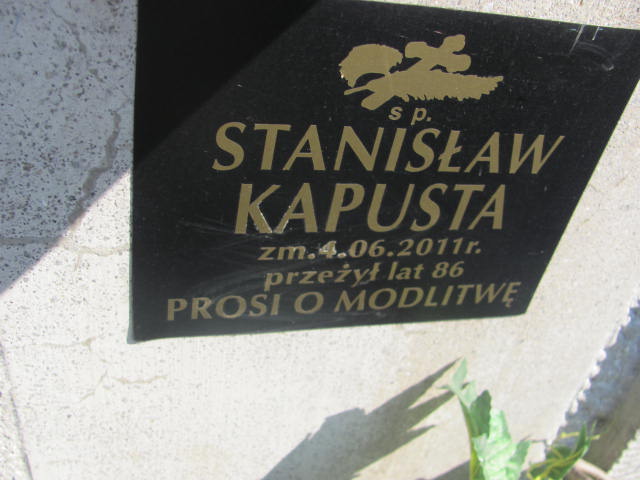 ś p.
STANISŁAW
KAPUSTA
zm.4.06.2011r.
przeżył lat 86
PROSI O MODLITWĘ